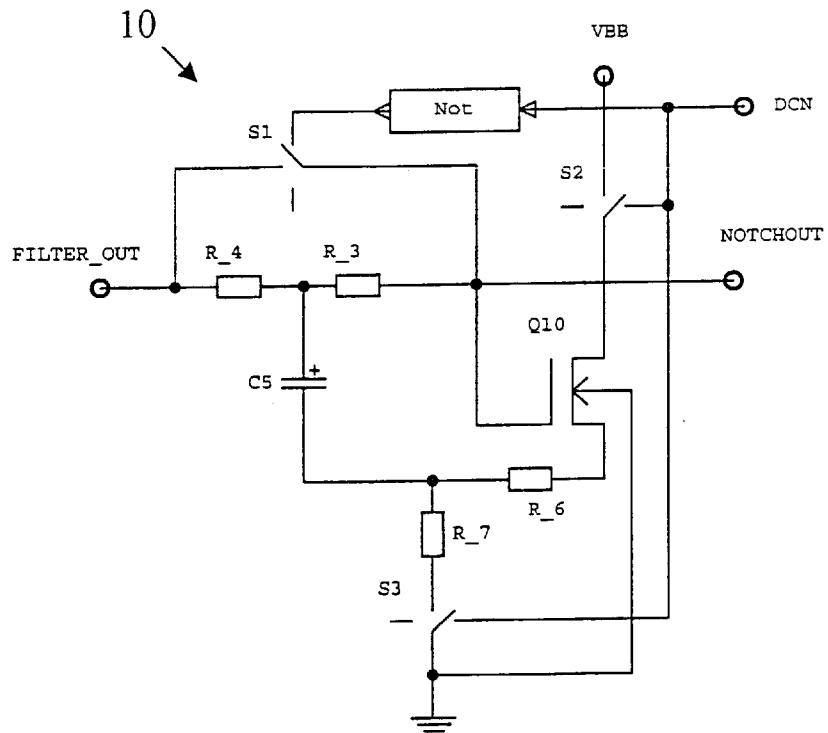 10
VBB
Not
DCN
S1
S2
FILTER_OUT
R_4
R_3
NOTCHOUT
Q10
C5
+
R_6
R_7
S3